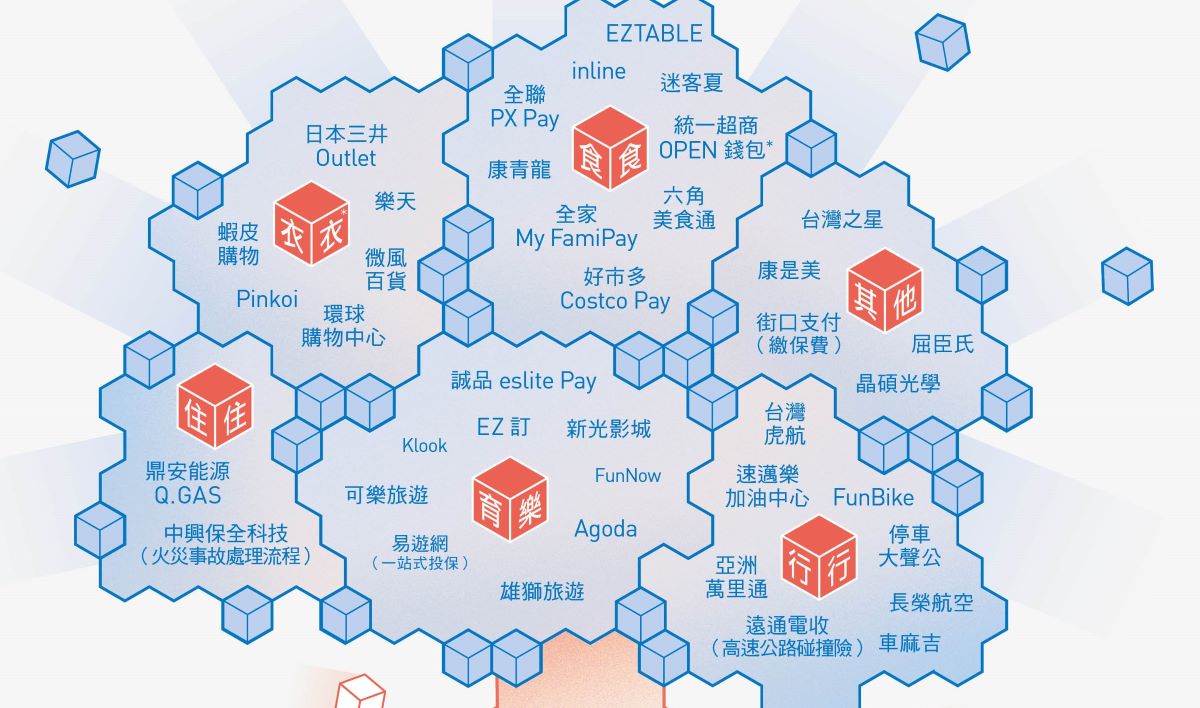 EZTABLE
inline
迷客夏
全聯
PX Pay
統一超商
OPEN 錢包*
食食
康青龍
六角
美食通
全家
My FamiPay
好市多
Costco Pay
日本三井
Outlet
樂天
衣衣*
蝦皮
購物
微風
百貨
Pinkoi
環球
購物中心
台灣之星
康是美
其他
街口支付
（繳保費）
屈臣氏
晶碩光學
住住
鼎安能源
Q.GAS
中興保全科技
（火災事故處理流程）
誠品 eslite Pay
EZ 訂
新光影城
Klook
FunNow
可樂旅遊
育樂
Agoda
易遊網
（一站式投保）
雄獅旅遊
台灣
虎航
速邁樂
加油中心
FunBike
停車
大聲公
行行
亞洲
萬里通
長榮航空
遠通電收
（高速公路碰撞險）
車麻吉